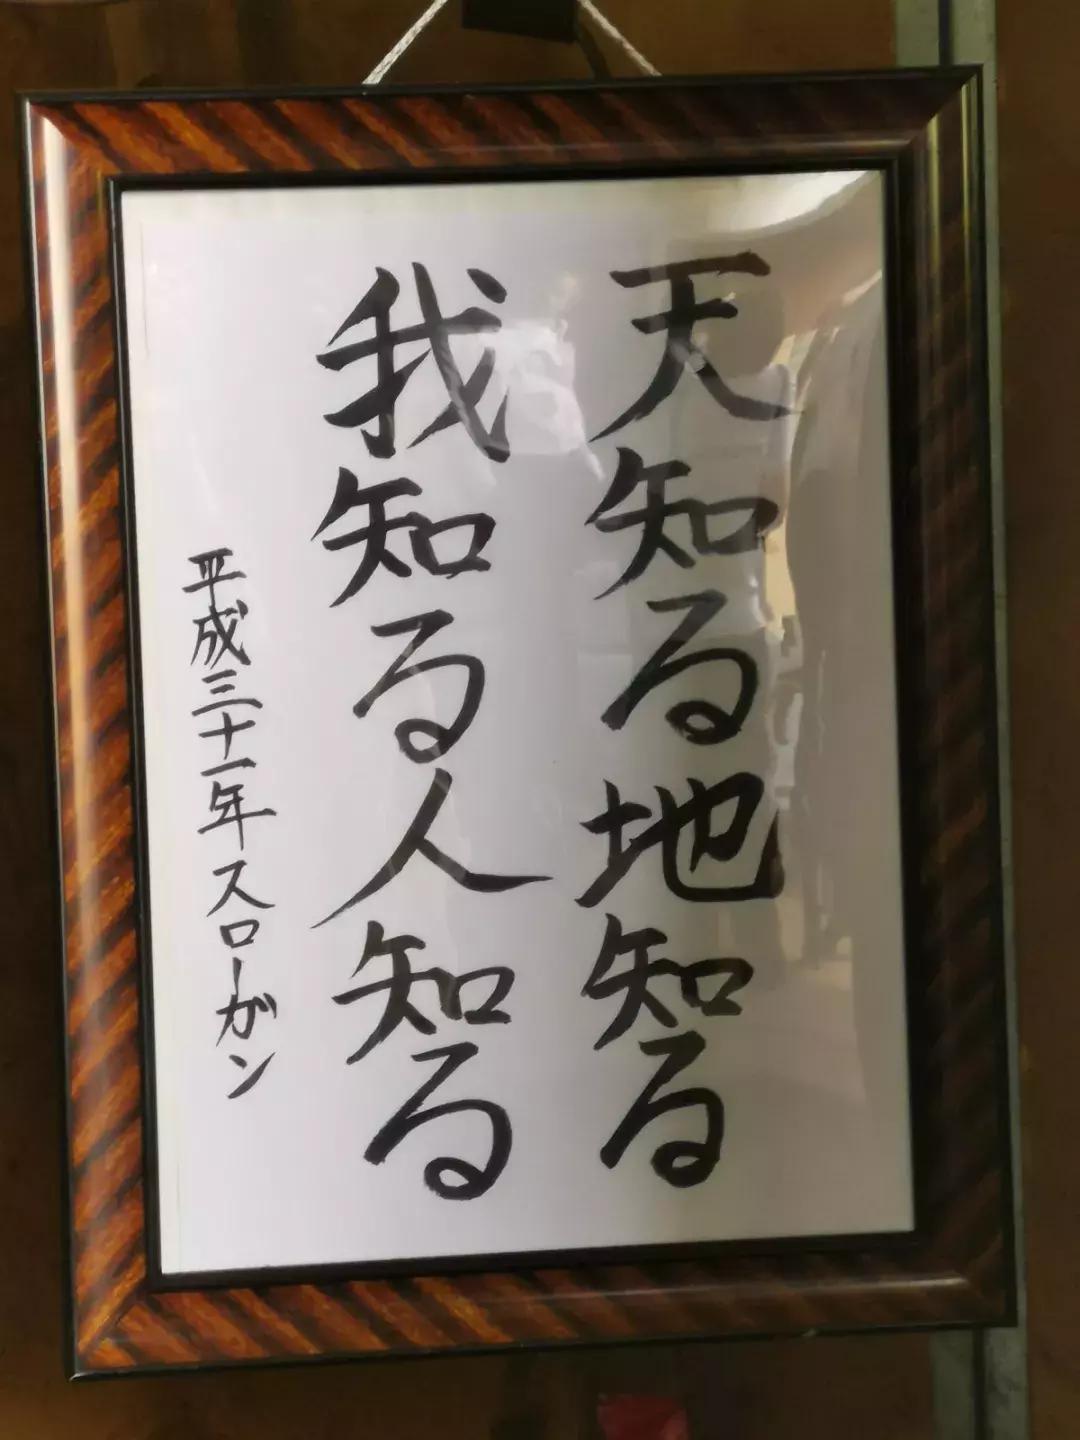 天知る地知る
我知る人知る
平成三十一年スローガン